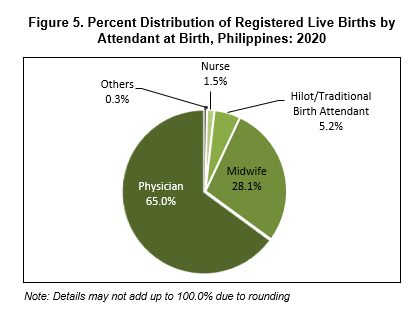 Figure 5. Percent Distribution of Registered Live Births by
Attendant at Birth, Philippines: 2020
Nurse
1.5%
Others
0.3%
Hilot/Traditional
Birth Attendant
5.2%
Midwife
28.1%
Physician
65.0%
Note: Details may not add up to 100.0% due to rounding